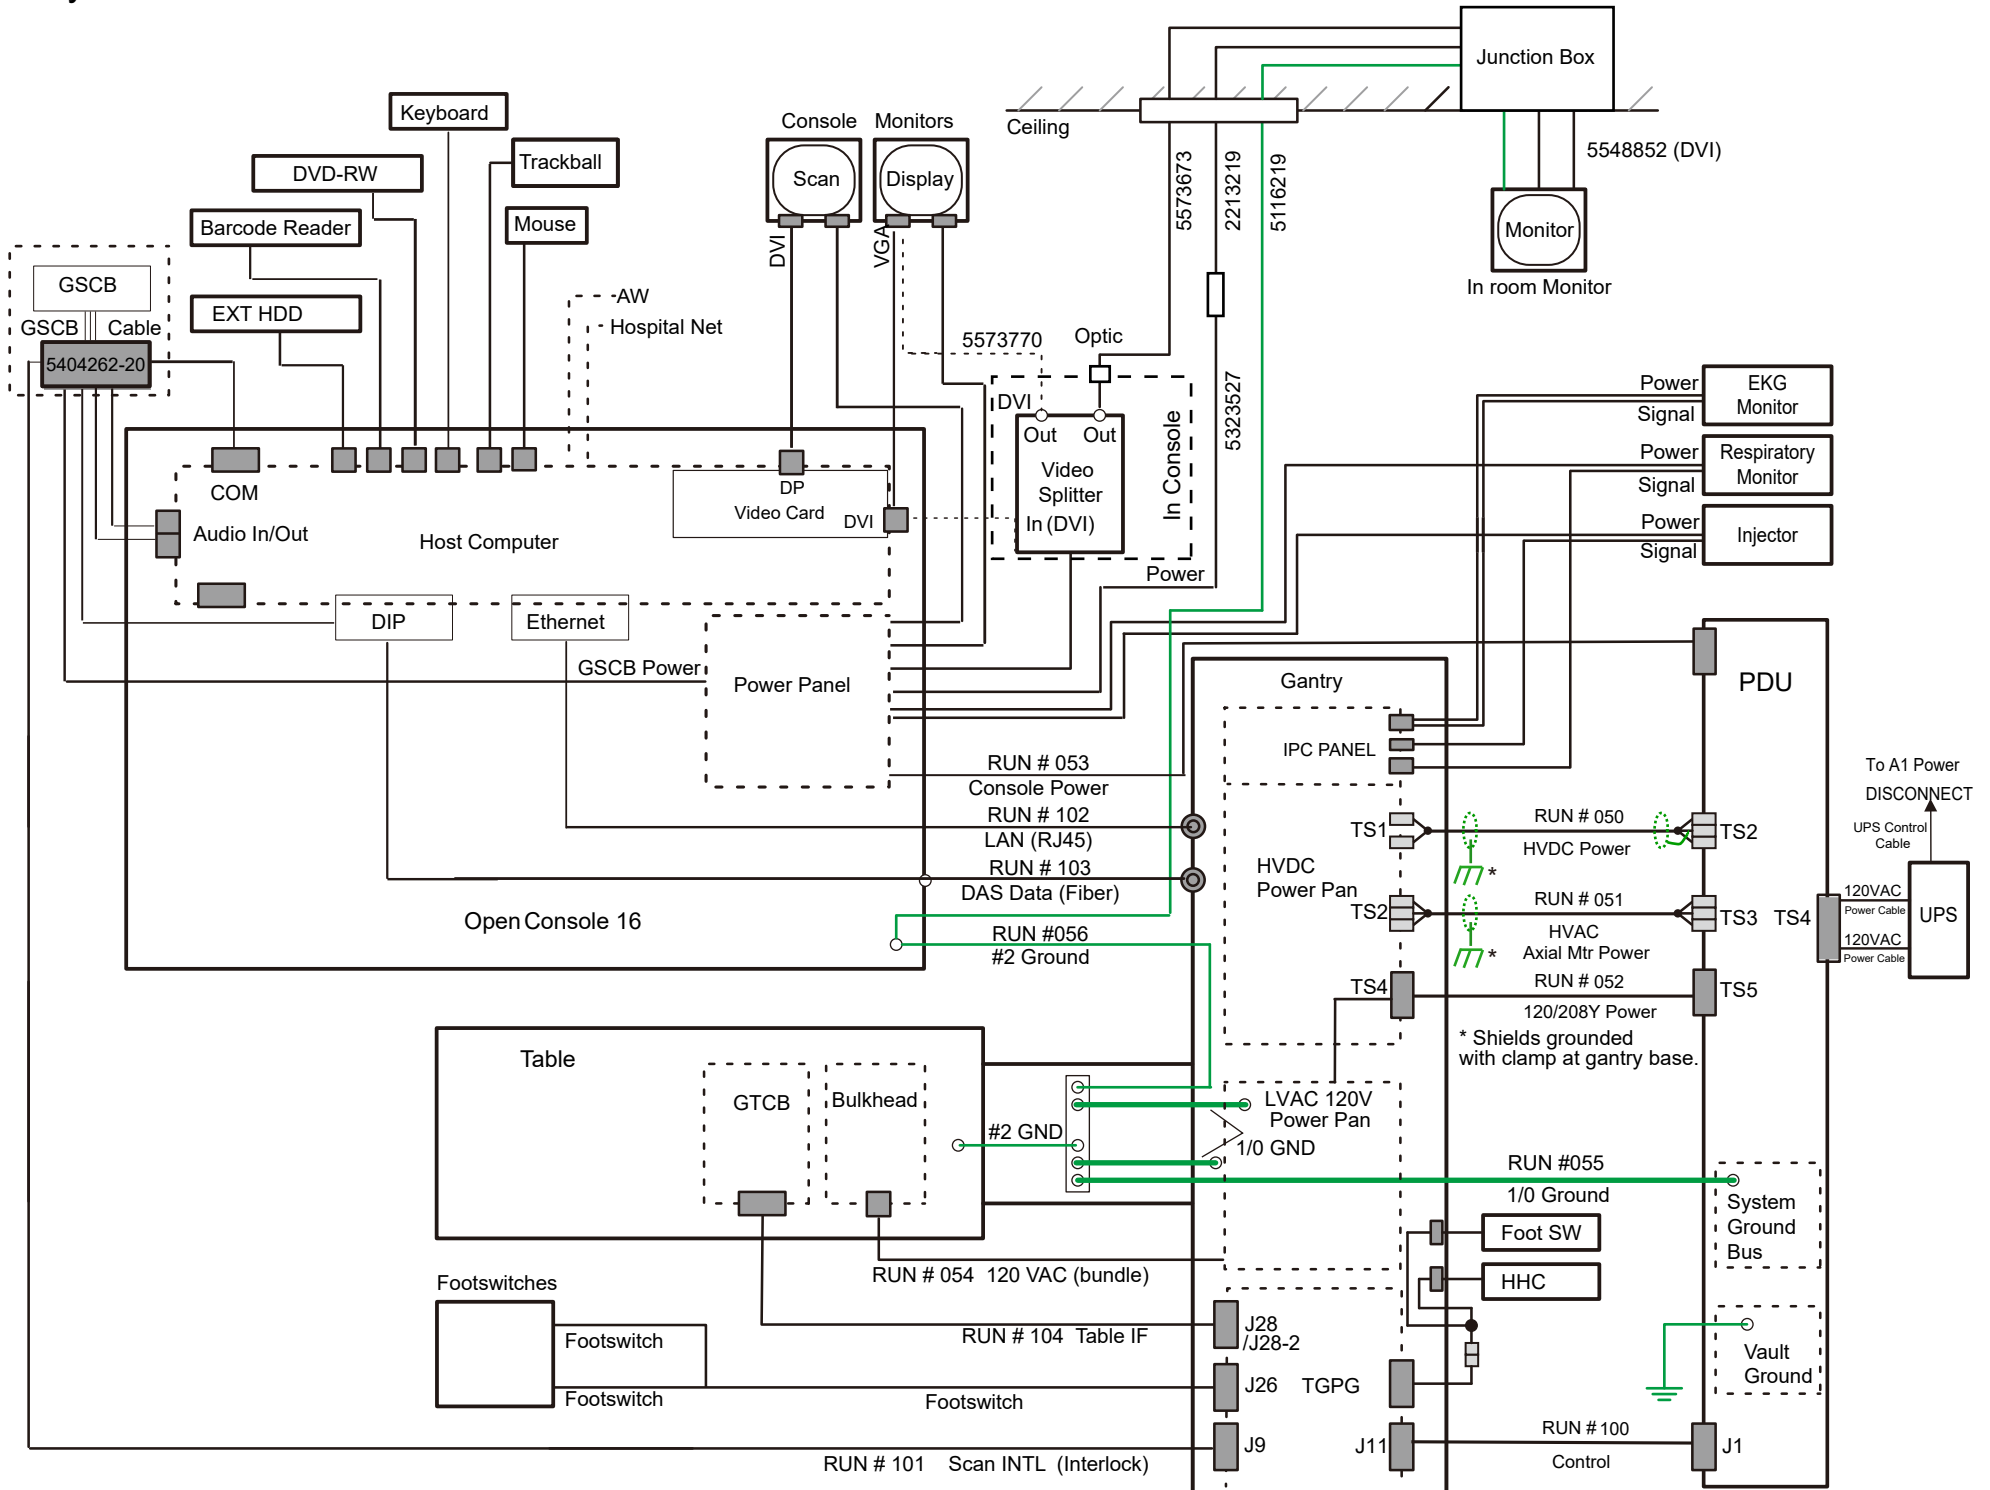 Junction Box
Ceiling
5573673
2213219
5116219
5548852 (DVI)
Monitor
In room Monitor
Keyboard
DVD-RW
Trackball
Barcode Reader
Mouse
EXT HDD
Console Monitors
Scan
Display
DVI
VGA
GSCB
GSCB Cable
5404262-20
AW
Hospital Net
5573770
Optic
DVI
Out
Out
Video
Splitter
In (DVI)
In Console
5323527
Power
Power
Signal
EKG
Monitor
Power
Signal
Respiratory
Monitor
Power
Signal
Injector
COM
Audio In/Out
Host Computer
DP
Video Card
DVI
DIP
Ethernet
GSCB Power
Power Panel
RUN # 053
Console Power
RUN # 102
LAN (RJ45)
RUN # 103
DAS Data (Fiber)
Open Console 16
RUN #056
#2 Ground
Gantry
IPC PANEL
HVDC
Power Pan
TS1
TS2
TS4
RUN # 050
HVDC Power
*
RUN # 051
HVAC
Axial Mtr Power
*
RUN # 052
120/208Y Power
* Shields grounded
with clamp at gantry base.
PDU
TS2
TS3
TS5
TS4
To A1 Power
DISCONNECT
UPS Control
Cable
120VAC
Power Cable
120VAC
Power Cable
UPS
Table
GTCB
Bulkhead
#2 GND
LVAC 120V
Power Pan
1/0 GND
RUN #055
1/0 Ground
System
Ground
Bus
Foot SW
HHC
Vault
Ground
RUN # 054 120 VAC (bundle)
Footswitches
Footswitch
Footswitch
RUN # 104 Table IF
Footswitch
J28
/J28-2
J26
TGPG
J9
J11
RUN # 100
Control
J1
RUN # 101 Scan INTL (Interlock)